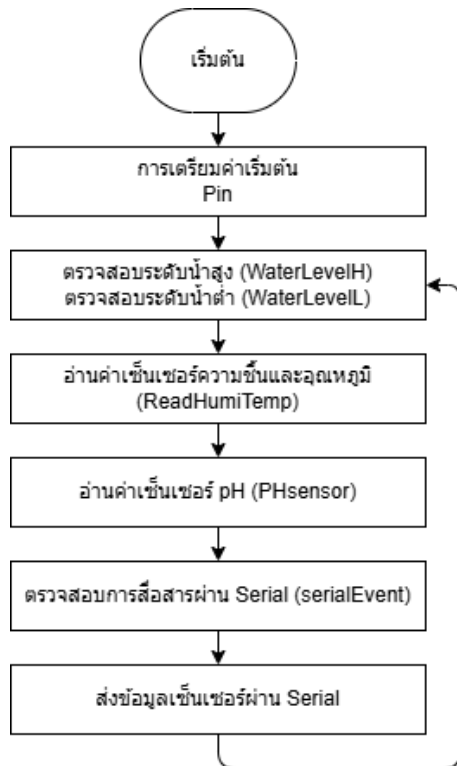 เริ่มต้น
การเตรียมค่าเริ่มต้น
Pin
ตรวจสอบระดับน้ำสูง (WaterLevelH)
ตรวจสอบระดับน้ำต่ำ (WaterLevelL)
อ่านค่าเซ็นเซอร์ความชื้นและอุณหภูมิ
(ReadHumiTemp)
อ่านค่าเซ็นเซอร์ pH (PHsensor)
ตรวจสอบการสื่อสารผ่าน Serial (serialEvent)
ส่งข้อมูลเซ็นเซอร์ผ่าน Serial